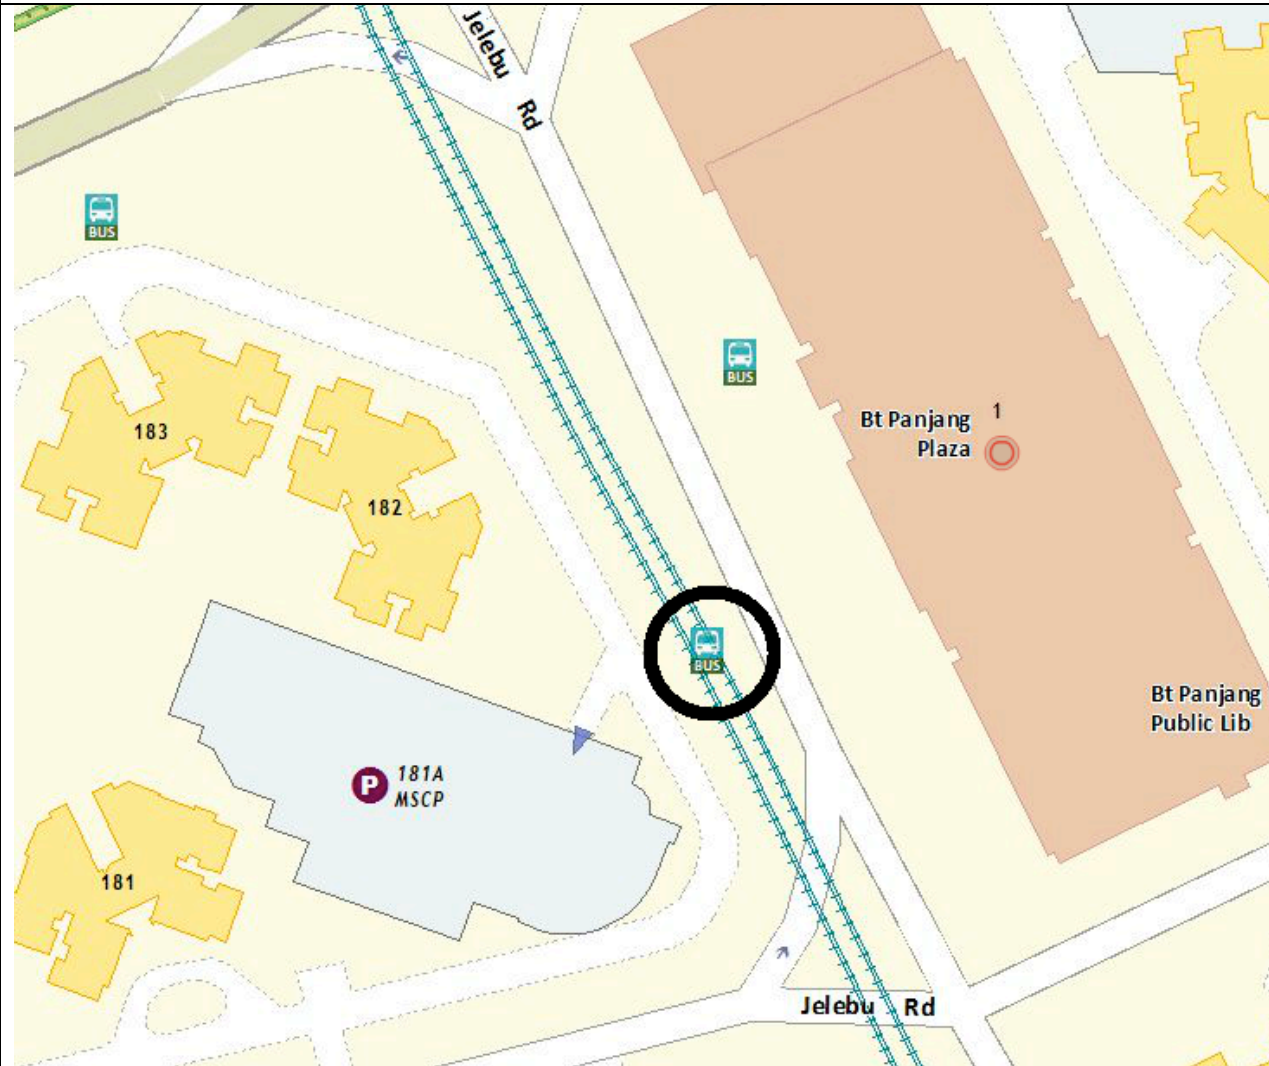 Jelebu
Rd
BUS
BUS
1
Bt Panjang
Plaza
183
182
BUS
Bt Panjang
Public Lib
P
181A
MSCP
181
Jelebu Rd